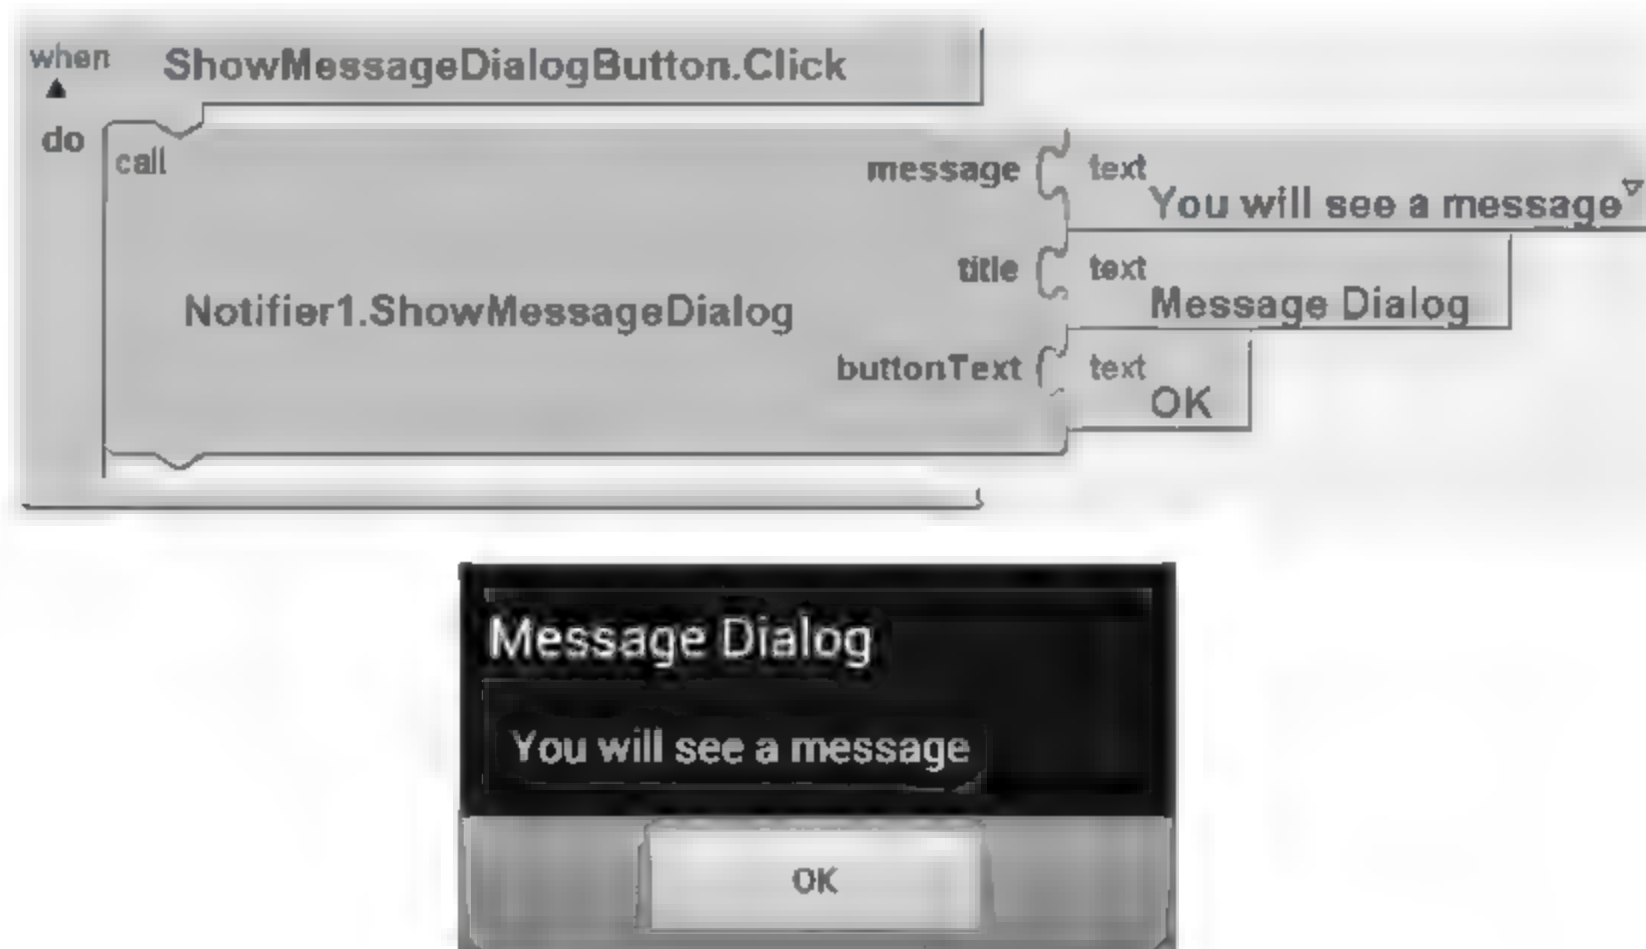 when ShowMessageDialogButton.Click
do
call Notifier1.ShowMessageDialog
message text You will see a message
title text Message Dialog
buttonText text OK
Message Dialog
You will see a message
OK